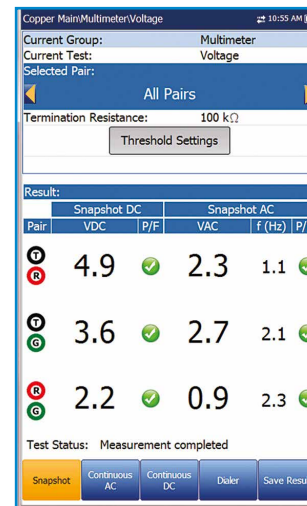 Copper Main\Multimeter\Voltage 10:55 AM
Current Group: Multimeter
Current Test: Voltage
Selected Pair:
All Pairs
Termination Resistance: 100 kΩ
Threshold Settings
Result:
Snapshot DC Snapshot AC
Pair VDC P/F VAC f (Hz) P/
T
4.9 2.3 1.1
R
T
3.6 2.7 2.1
G
R
2.2 0.9 2.3
G
Test Status: Measurement completed
Snapshot Continuous AC Continuous DC Dialer Save Resu